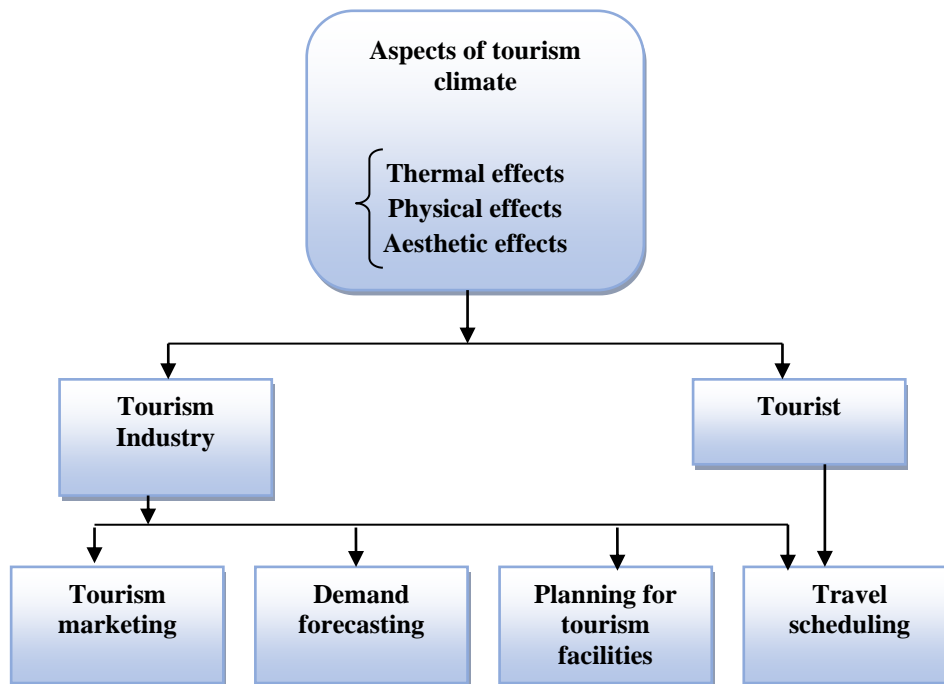 Aspects of tourism
climate
Thermal effects
Physical effects
Aesthetic effects
Tourism
Industry
Tourist
Tourism
marketing
Demand
forecasting
Planning for
tourism
facilities
Travel
scheduling